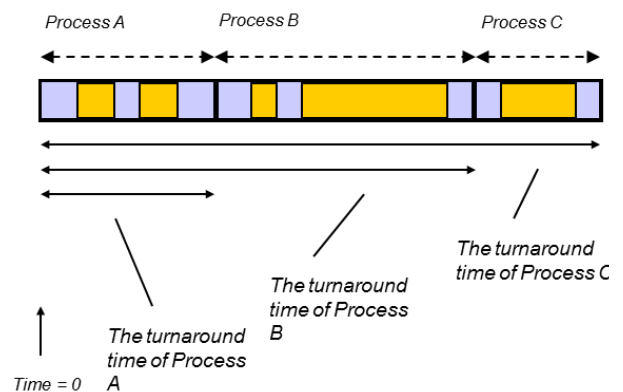 Process A
Process B
Process C
The turnaround
time of Process C
The turnaround
time of Process
B
The turnaround
time of Process
A
Time = 0